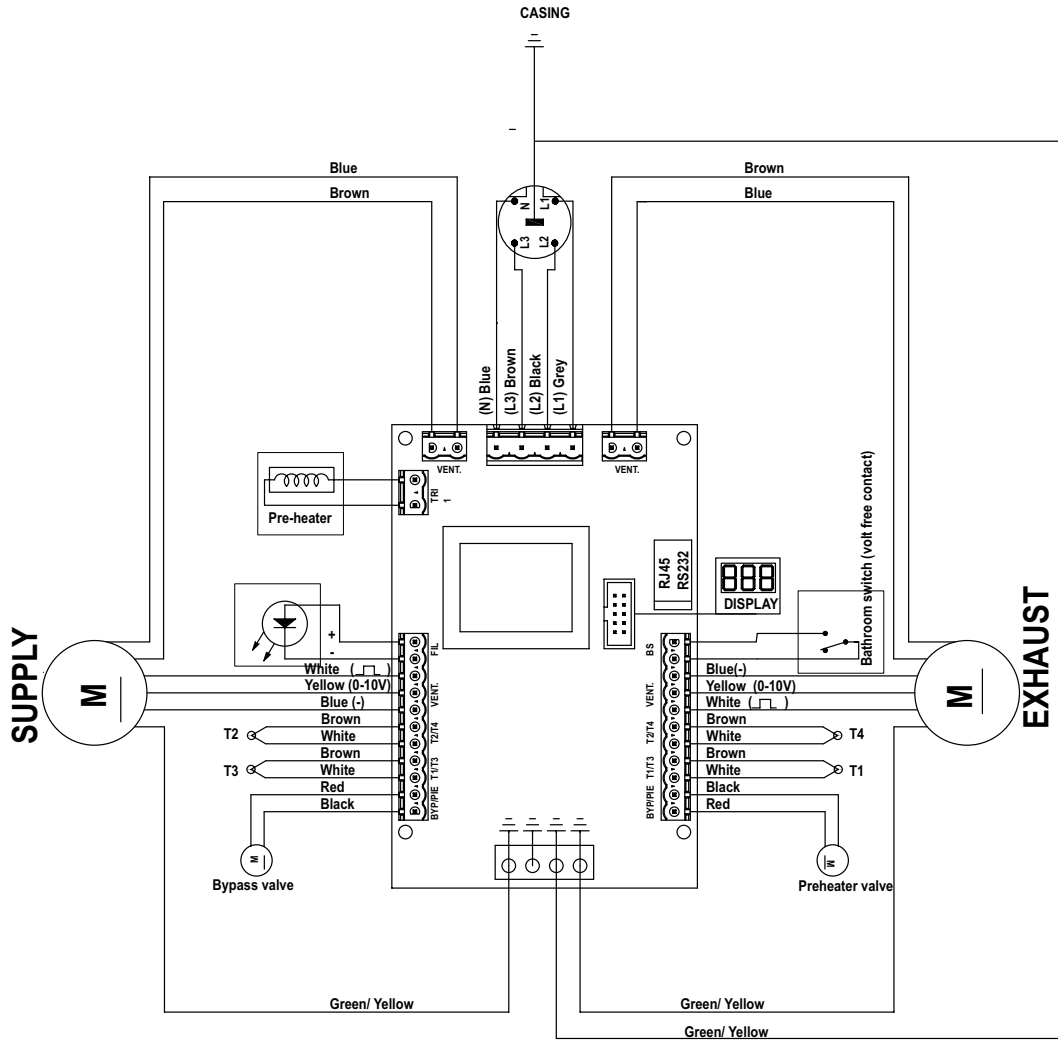 CASING
Blue
Brown
Brown
Blue
N
L1
L3
L2
(N) Blue
(L3) Brown
(L2) Black
(L1) Grey
VENT.
VENT.
TRI
1
Pre-heater
RJ45
RS232
DISPLAY
Bathroom switch (volt free contact)
SUPPLY
M
EXHAUST
M
+
-
FIL
BS
White ( )
Yellow (0-10V)
Blue (-)
VENT.
Brown
White
T2/T4
T2
Brown
White
T1/T3
T3
Red
Black
BYP/PIE
M
Bypass valve
Blue(-)
Yellow (0-10V)
White ( )
VENT.
Brown
White
T2/T4
T4
Brown
White
T1/T3
T1
Black
Red
BYP/PIE
M
Preheater valve
Green/ Yellow
Green/ Yellow
Green/ Yellow